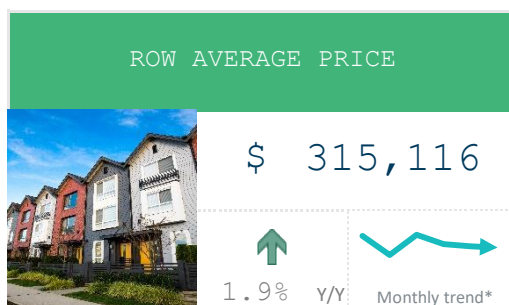 ROW AVERAGE PRICE
$ 315,116
1.9% Y/Y
Monthly trend*